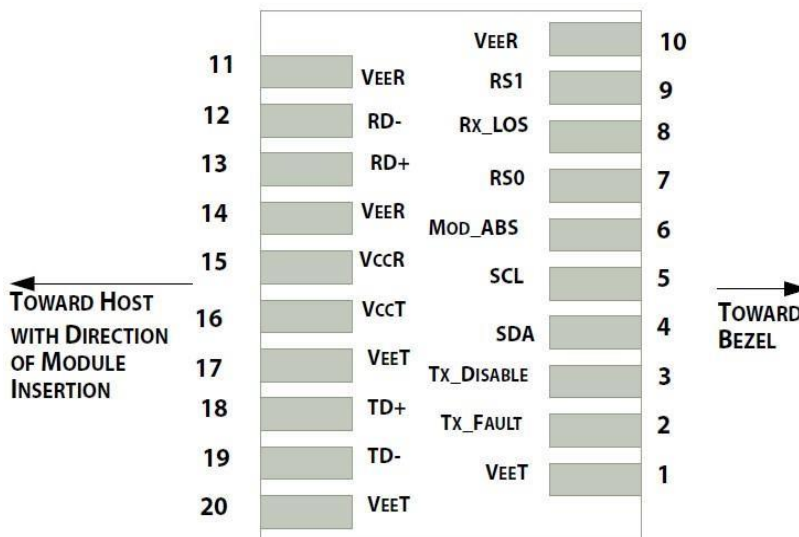 VEER 10
11 VEER
RS1 9
12 RD-
RX_LOS 8
13 RD+
RS0 7
14 VEER
MOD_ABS 6
15 VCCR
SCL 5
TOWARD HOST
WITH DIRECTION
OF MODULE
INSERTION
TOWARD
BEZEL
16 VCCT
SDA 4
17 VEET
TX_DISABLE 3
18 TD+
TX_FAULT 2
19 TD-
VEET 1
20 VEET